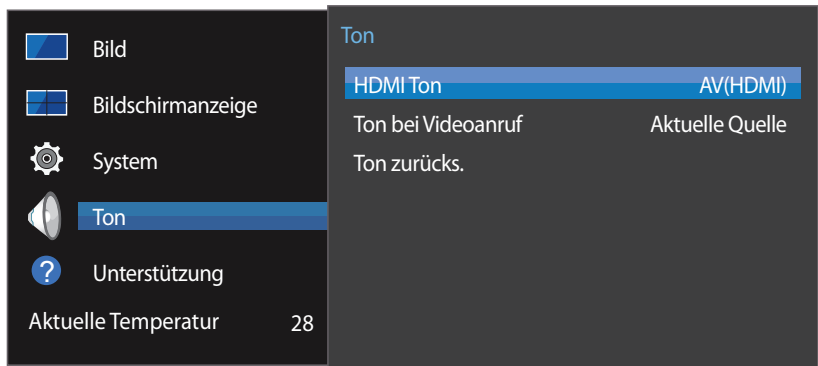 Bild
Bildschirmanzeige
System
Ton
?
Unterstützung
Aktuelle Temperatur 28
Ton
HDMI Ton AV(HDMI)
Ton bei Videoanruf Aktuelle Quelle
Ton zurücks.